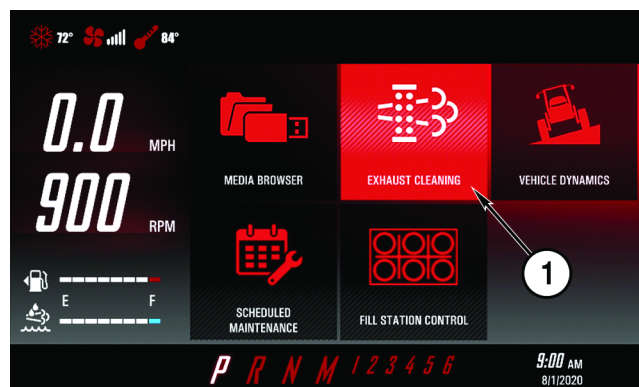 72° 84°
0.0 MPH
900 RPM
E F
MEDIA BROWSER
EXHAUST CLEANING
VEHICLE DYNAMICS
SCHEDULED
MAINTENANCE
FILL STATION CONTROL
1
P R N M 1 2 3 4 5 6
9:00 AM
8/1/2020